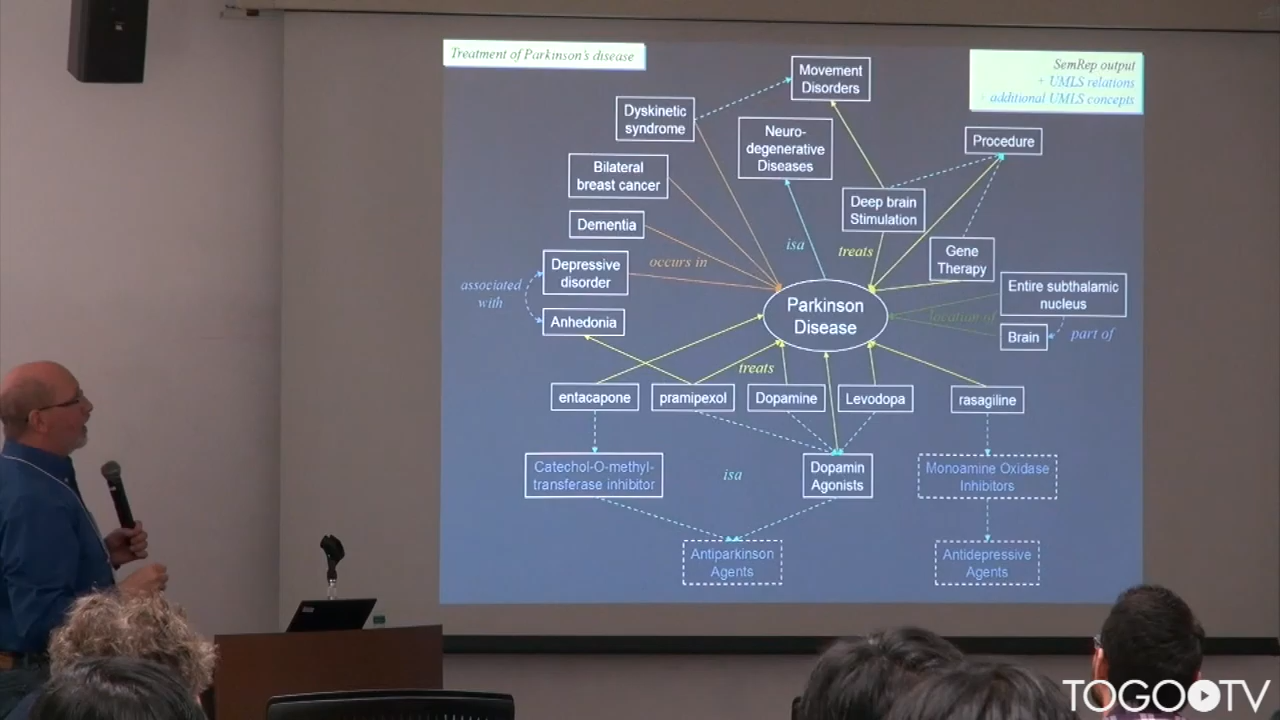 Treatment of Parkinson's disease
SemRep output
+ UMLS relations
+ additional UMLS concepts
Movement
Disorders
Dyskinetic
syndrome
Neuro-
degenerative
Diseases
Procedure
Bilateral
breast cancer
Deep brain
Stimulation
Dementia
isa
treats
Gene
Therapy
Depressive
disorder
occurs in
associated
with
Entire subthalamic
nucleus
Parkinson
Disease
location of
Anhedonia
Brain
part of
treats
entacapone
pramipexol
Dopamine
Levodopa
rasagiline
Catechol-O-methyl-
transferase inhibitor
isa
Dopamin
Agonists
Monoamine Oxidase
Inhibitors
Antiparkinson
Agents
Antidepressive
Agents
TOGO TV